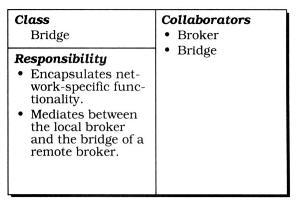 Class
Bridge
Responsibility
• Encapsulates net-
work-specific func-
tionality.
• Mediates between
the local broker
and the bridge of a
remote broker.
Collaborators
• Broker
• Bridge